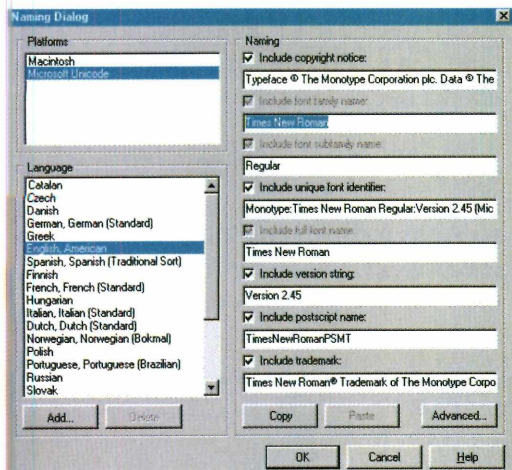 Naming Dialog
Platforms
Macintosh
Microsoft Unicode
Language
Catalan
Czech
Danish
German, German (Standard)
Greek
English, American
Spanish, Spanish (Traditional Sort)
Finnish
French, French (Standard)
Hungarian
Italian, Italian (Standard)
Dutch, Dutch (Standard)
Norwegian, Norwegian (Bokmal)
Polish
Portuguese, Portuguese (Brazilian)
Russian
Slovak
Add...
Delete
Naming
Include copyright notice:
Typeface © The Monotype Corporation plc. Data © The
Include font family name:
Times New Roman
Include font subfamily name:
Regular
Include unique font identifier:
Monotype:Times New Roman Regular:Version 2.45 (Mic
Include full font name:
Times New Roman
Include version string:
Version 2.45
Include postscript name:
TimesNewRomanPSMT
Include trademark:
Times New Roman® Trademark of The Monotype Corpo
Copy
Paste
Advanced...
OK
Cancel
Help